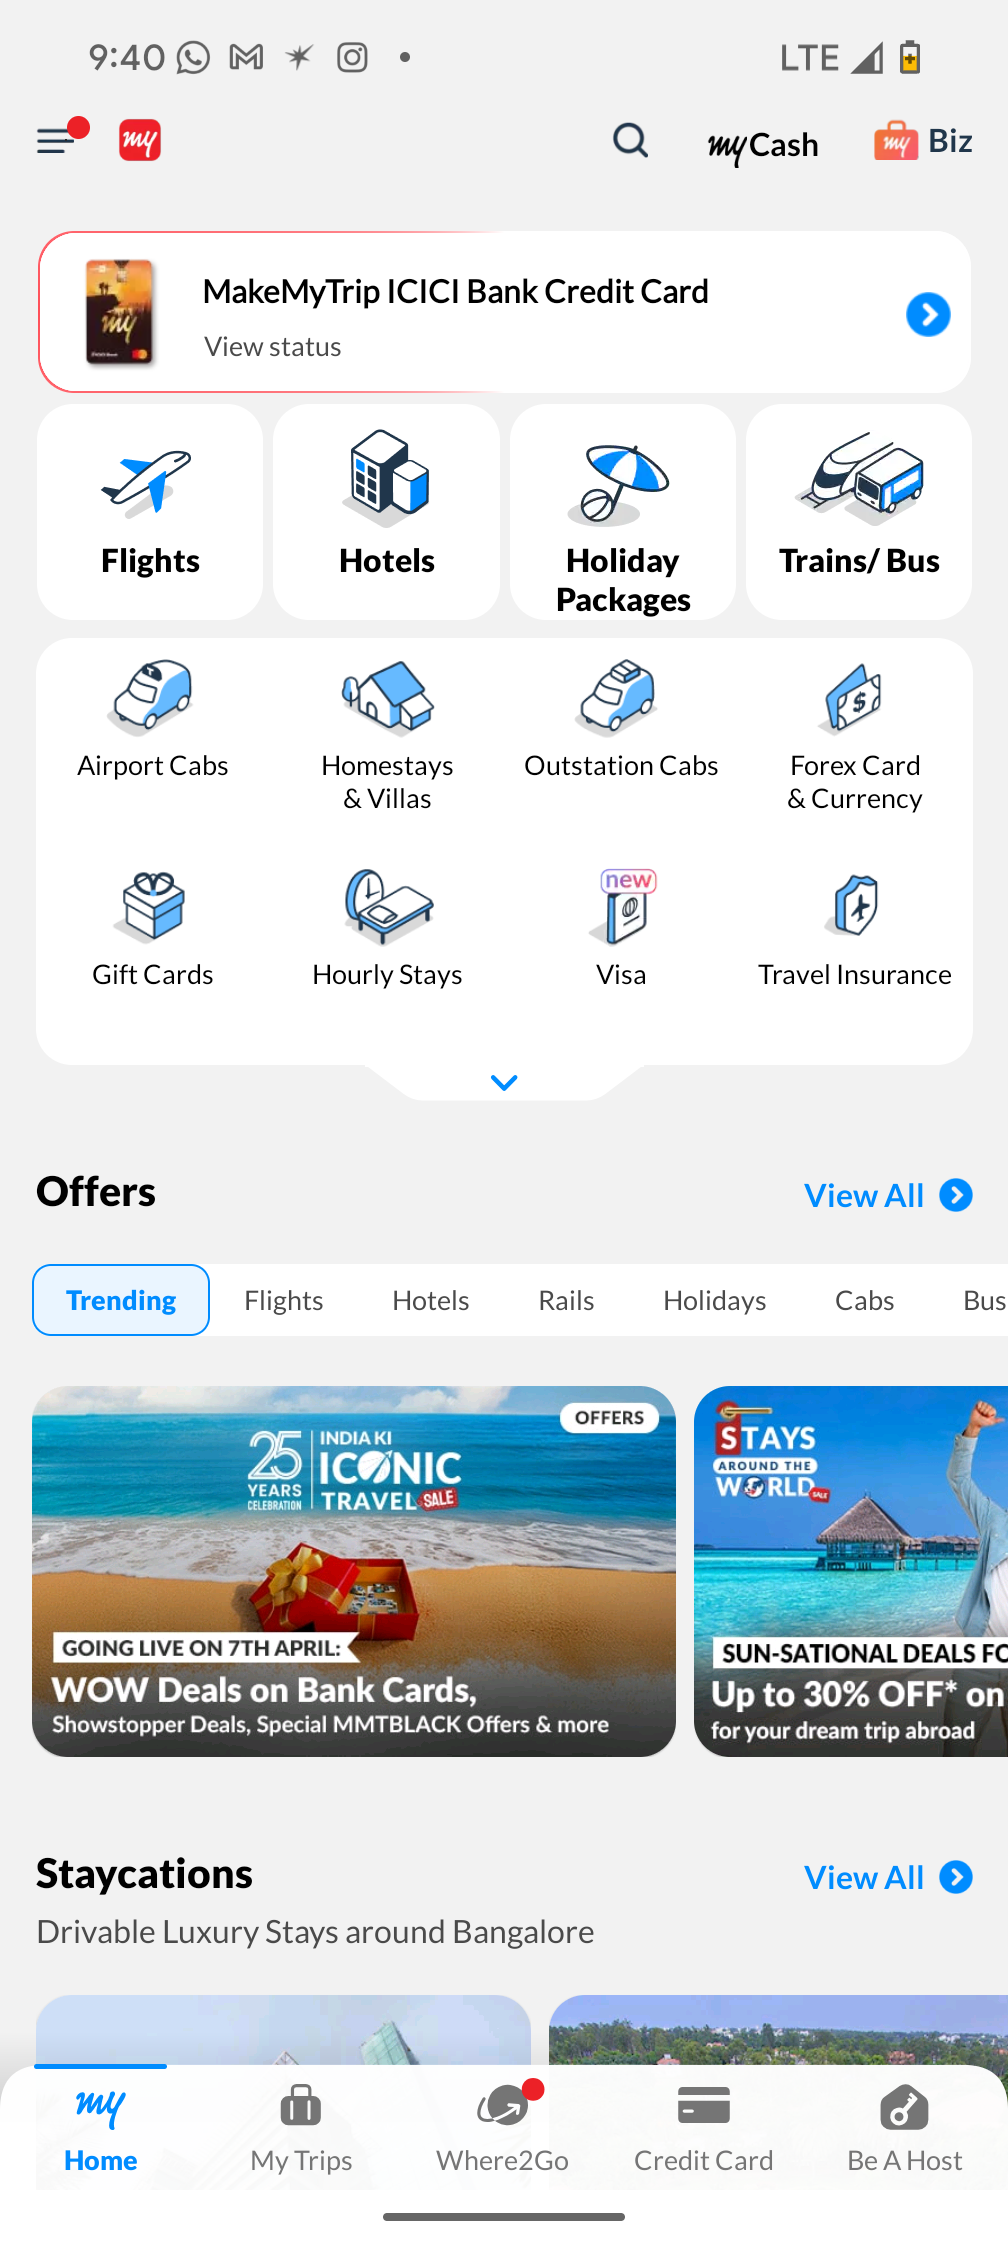 9:40
LTE
my
myCash
my Biz
my
MakeMyTrip ICICI Bank Credit Card
View status
Flights
Hotels
Holiday
Packages
Trains/ Bus
Airport Cabs
Homestays
& Villas
Outstation Cabs
Forex Card
& Currency
new
Gift Cards
Hourly Stays
Visa
Travel Insurance
Offers
View All
Trending
Flights
Hotels
Rails
Holidays
Cabs
Bus
OFFERS
25
YEARS
CELEBRATION
INDIA KI
ICONIC
TRAVEL SALE
GOING LIVE ON 7TH APRIL:
WOW Deals on Bank Cards,
Showstopper Deals, Special MMTBLACK Offers & more
STAYS
AROUND THE
WORLD
SALE
SUN-SATIONAL DEALS FO
Up to 30% OFF* on
for your dream trip abroad
Staycations
View All
Drivable Luxury Stays around Bangalore
my
Home
My Trips
Where2Go
Credit Card
Be A Host